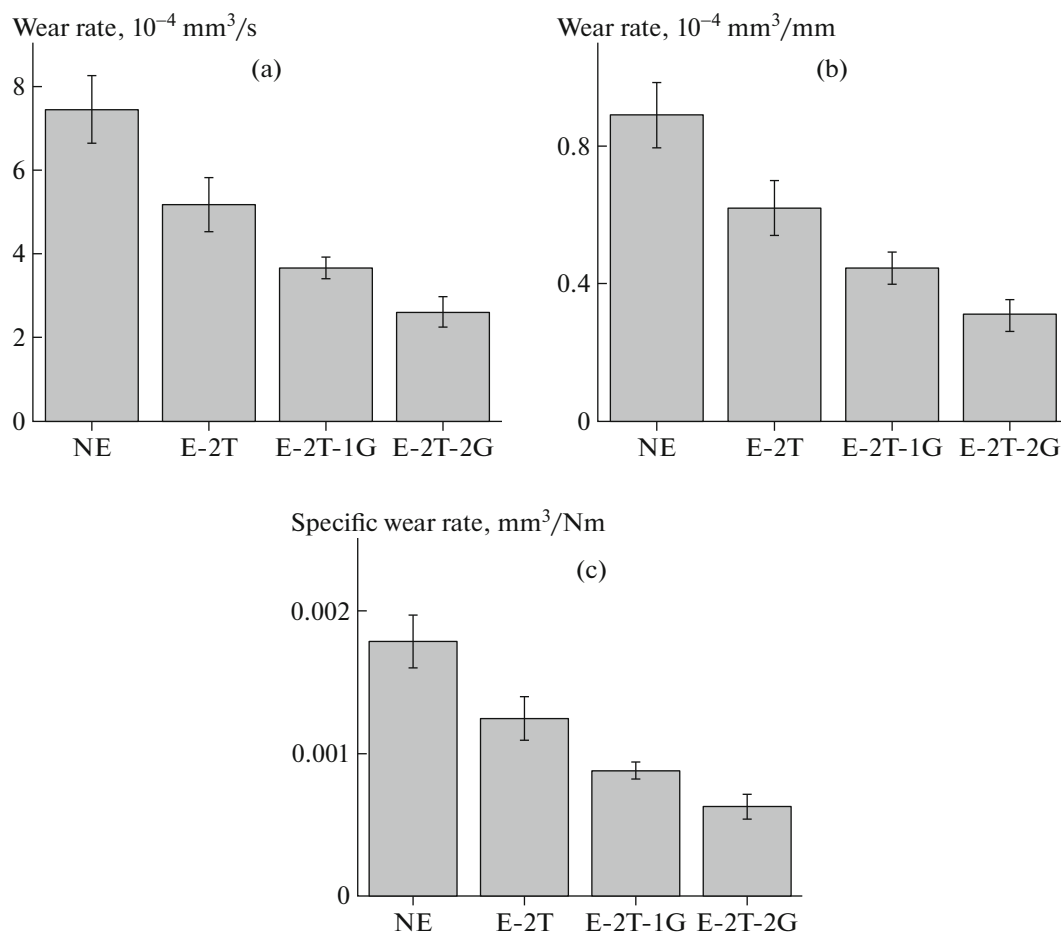 Wear rate, 10⁻⁴ mm³/s
(a)
8
6
4
2
0
NE E-2T E-2T-1G E-2T-2G
Wear rate, 10⁻⁴ mm³/mm
(b)
0.8
0.4
0
NE E-2T E-2T-1G E-2T-2G
Specific wear rate, mm³/Nm
(c)
0.002
0.001
0
NE E-2T E-2T-1G E-2T-2G